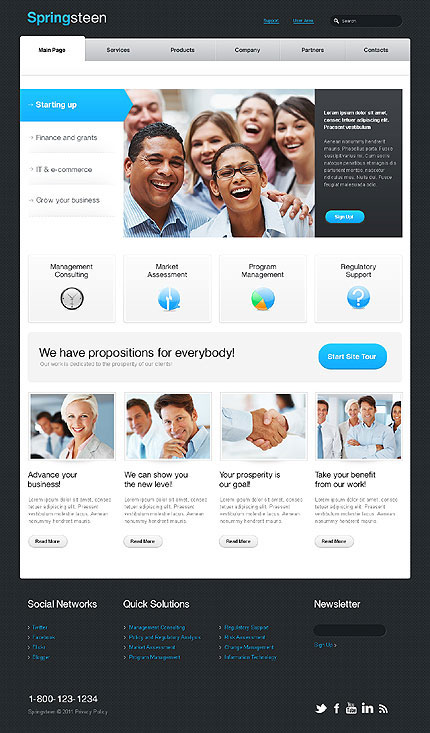 Springsteen
Support
User Area
Search
Main Page
Services
Products
Company
Partners
Contacts
Starting up
Finance and grants
IT & e-commerce
Grow your business
Lorem ipsum dolor sit amet,
consec tetuer adipiscing elit.
Praesent vestibulum
Aenean nonummy hendrerit
mauris. Phasellus porta. Fusce
suscipit varius mi. Cum sociis
natoque penatibus et magnis dis
parturient montes, nascetur
ridiculus mus. Nulla dui. Fusce
feugiat malesuada odio.
Sign Up!
Management
Consulting
Market
Assessment
Program
Management
Regulatory
Support
We have propositions for everybody!
Our work is dedicated to the prosperity of our clients!
Start Site Tour
Advance your
business!
Lorem ipsum dolor sit amet, consec
tetuer adipiscing elit. Praesent
vestibulum molestie lacus. Aenean
nonummy hendrerit mauris.
Read More
We can show you
the new level!
Lorem ipsum dolor sit amet, consec
tetuer adipiscing elit. Praesent
vestibulum molestie lacus. Aenean
nonummy hendrerit mauris.
Read More
Your prosperity is
our goal!
Lorem ipsum dolor sit amet, consec
tetuer adipiscing elit. Praesent
vestibulum molestie lacus. Aenean
nonummy hendrerit mauris.
Read More
Take your benefit
from our work!
Lorem ipsum dolor sit amet, consec
tetuer adipiscing elit. Praesent
vestibulum molestie lacus. Aenean
nonummy hendrerit mauris.
Read More
Social Networks
Twitter
Facebook
Flickr
Blogger
Quick Solutions
Management Consulting
Policy and Regulatory Analysis
Market Assessment
Program Management
Regulatory Support
Risk Assessment
Change Management
Information Technology
Newsletter
Sign Up
1-800-123-1234
Springsteen © 2011 Privacy Policy
You Tube
in